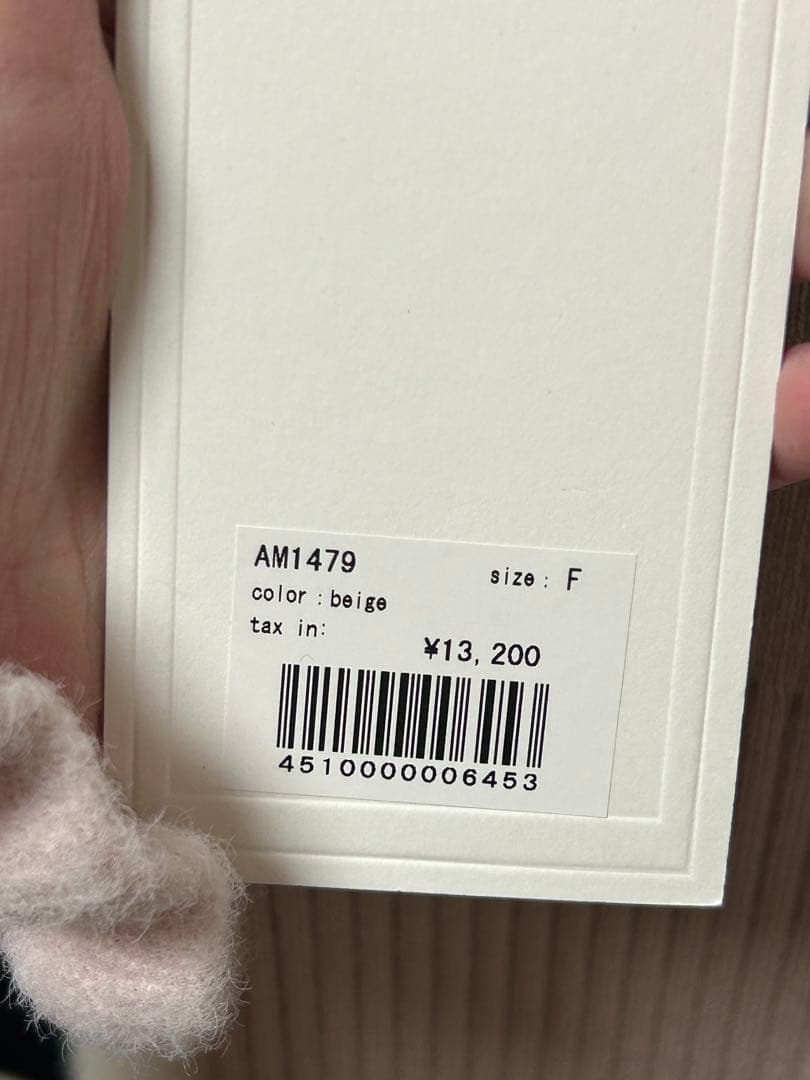 AM1479 size: F
color:beige
tax in:
¥13,200
4510000006453